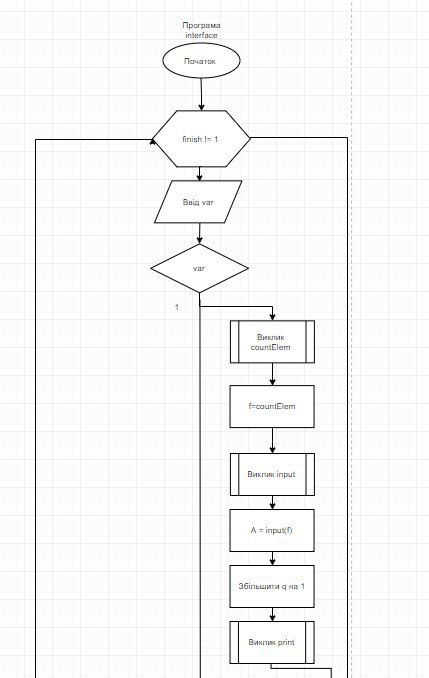 Програма
interface
Початок
finish != 1
Ввід var
var
1
Виклик
countElem
f=countElem
Виклик input
A = input(f)
Збільшити q на 1
Виклик print